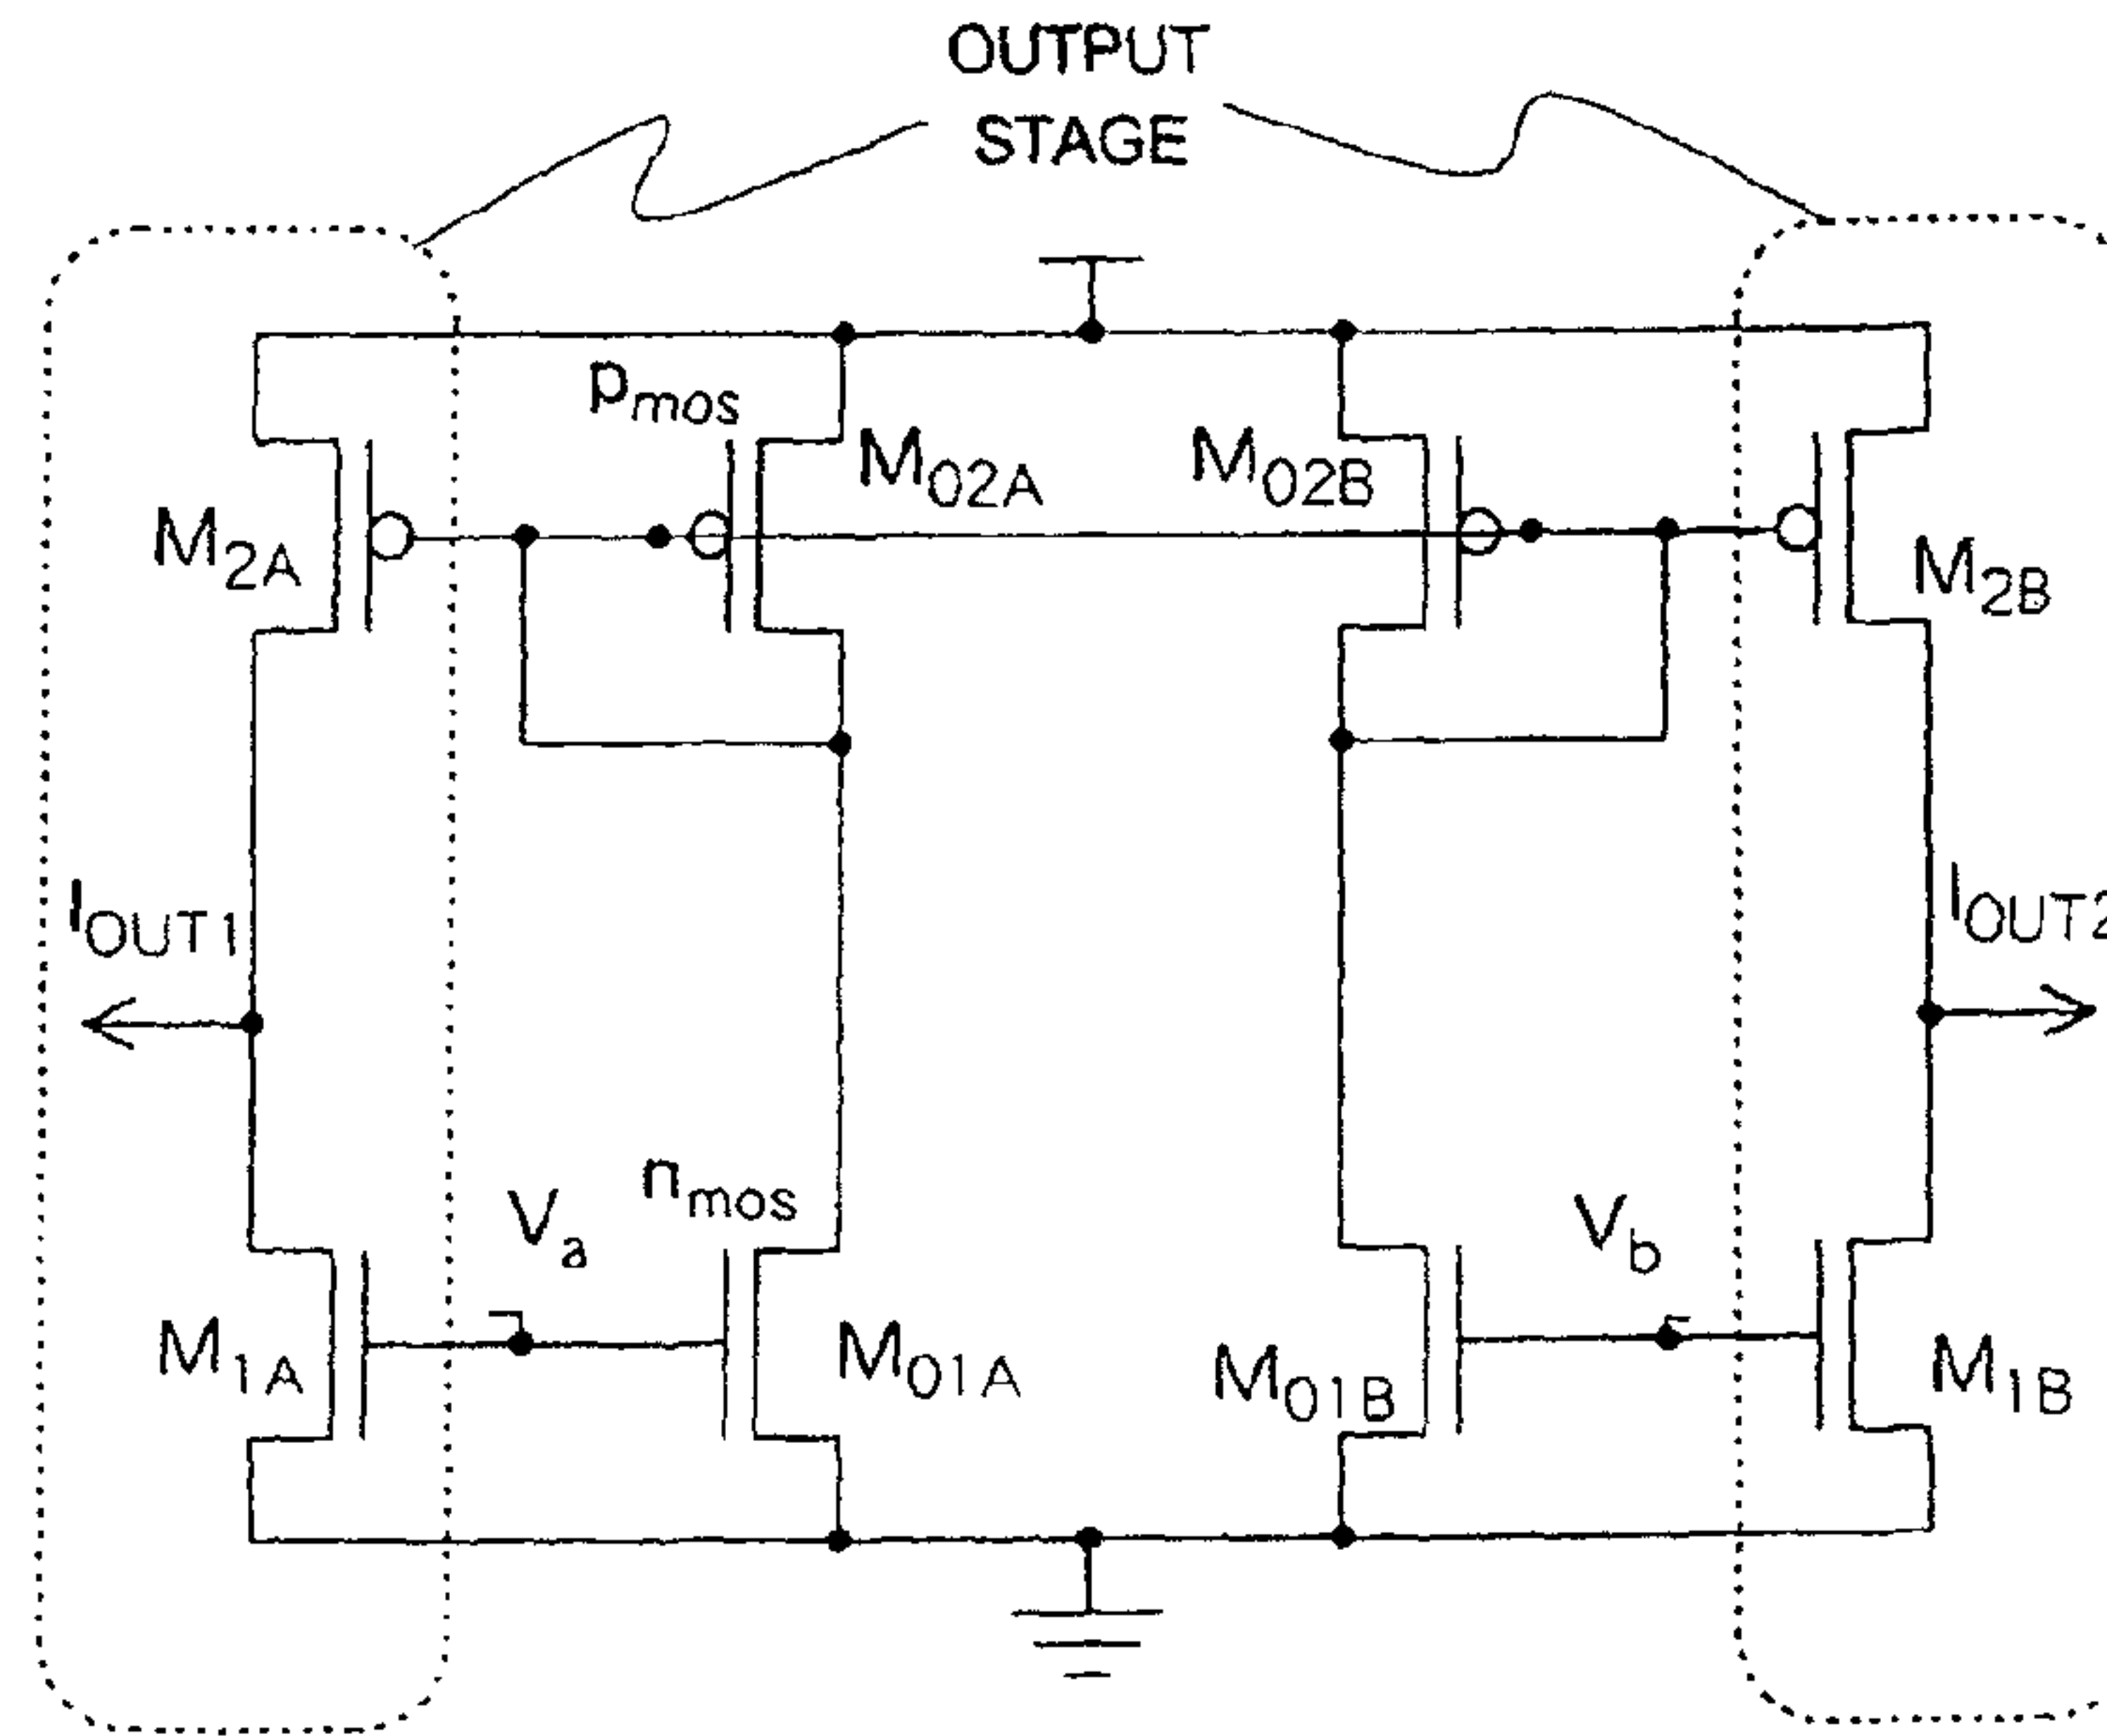 OUTPUT
STAGE
pmos
M02A
M02B
M2A
M2B
IOUT1
IOUT2
nmos
Va
Vb
M1A
M01A
M01B
M1B